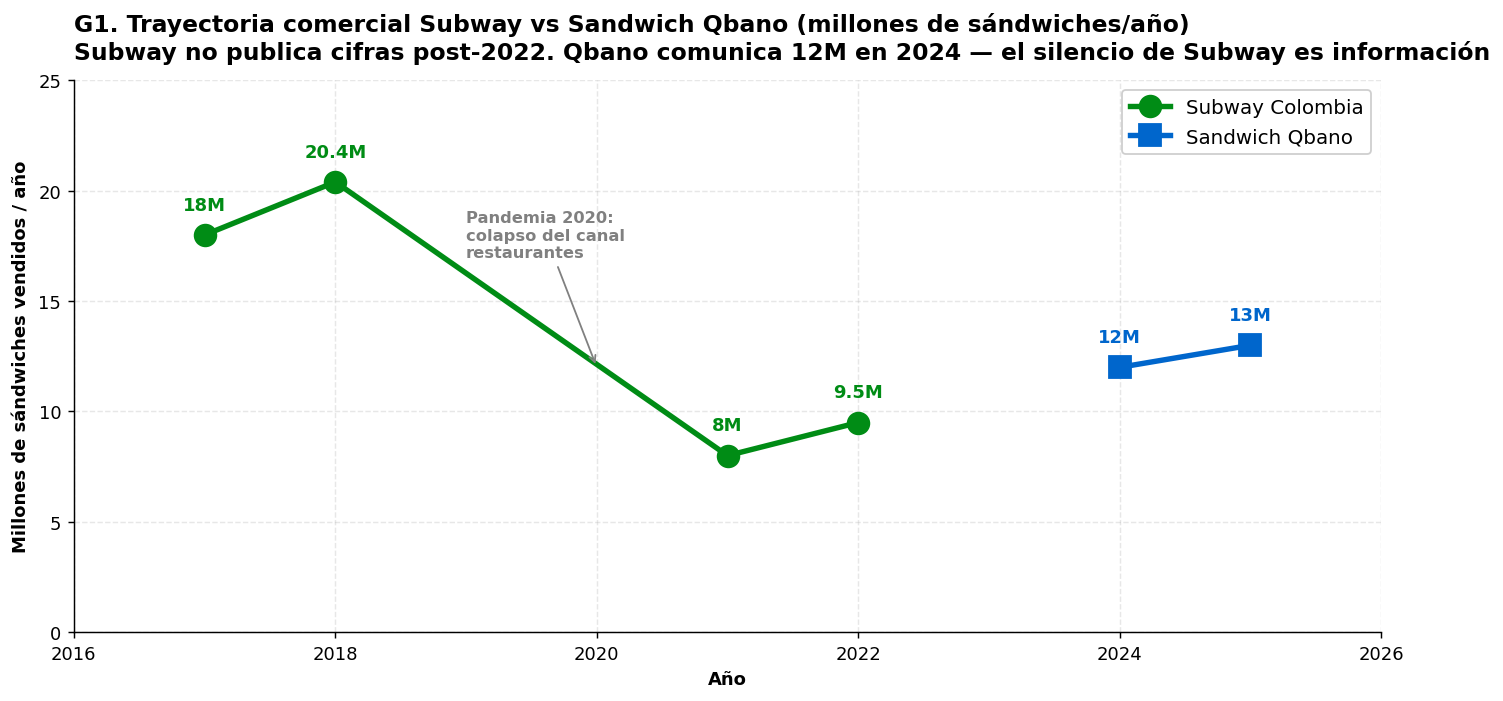 G1. Trayectoria comercial Subway vs Sandwich Qbano (millones de sándwiches/año)
Subway no publica cifras post-2022. Qbano comunica 12M en 2024 — el silencio de Subway es información
Millones de sándwiches vendidos / año
25
20
15
10
5
0
Subway Colombia
Sandwich Qbano
18M
20.4M
Pandemia 2020:
colapso del canal
restaurantes
8M
9.5M
12M
13M
2016
2018
2020
2022
2024
2026
Año